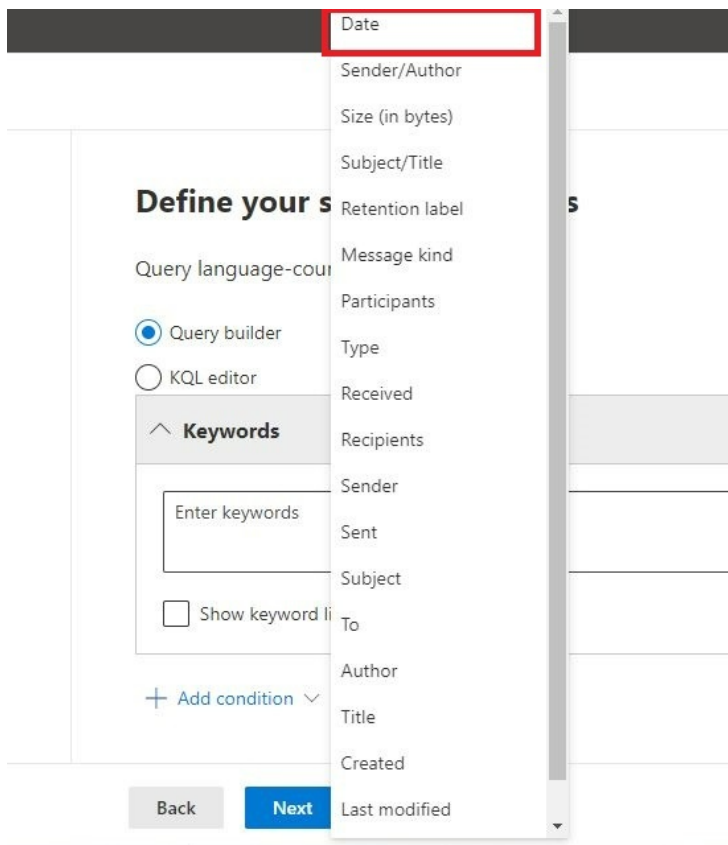 Date
Sender/Author
Size (in bytes)
Subject/Title
Retention label
Message kind
Participants
Type
Received
Recipients
Sender
Sent
Subject
To
Author
Title
Created
Last modified
Define your s
s
Query language-cour
Query builder
KQL editor
Keywords
Enter keywords
Show keyword li
Add condition
Back
Next